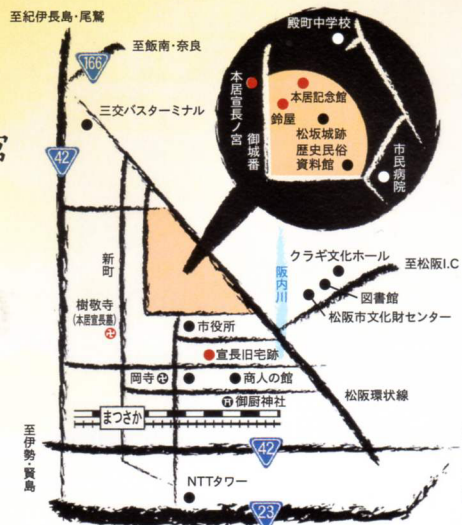 至紀伊長島・尾鷲
至飯南・奈良
166
三交バスターミナル
42
殿町中学校
本居宣長ノ宮
本居記念館
鈴屋
御城番
松坂城跡
歴史民俗
資料館
市民病院
新町
樹敬寺
(本居宣長墓)
阪内川
クラギ文化ホール
至松阪I.C
図書館
松阪市文化財センター
市役所
宣長旧宅跡
岡寺
商人の館
御厨神社
松阪環状線
まつさか
至伊勢・賢島
42
NTTタワー
23